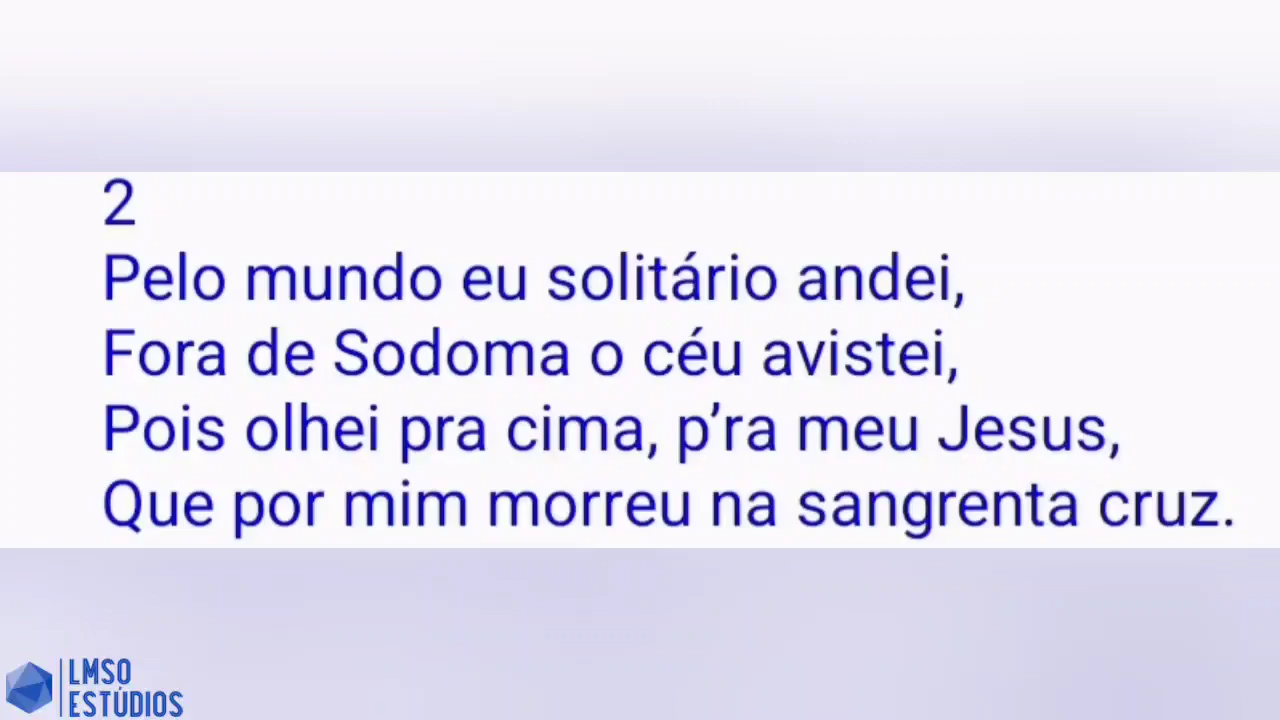 2
Pelo mundo eu solitário andei,
Fora de Sodoma o céu avistei,
Pois olhei pra cima, p’ra meu Jesus,
Que por mim morreu na sangrenta cruz.
LMSO
ESTÚDIOS